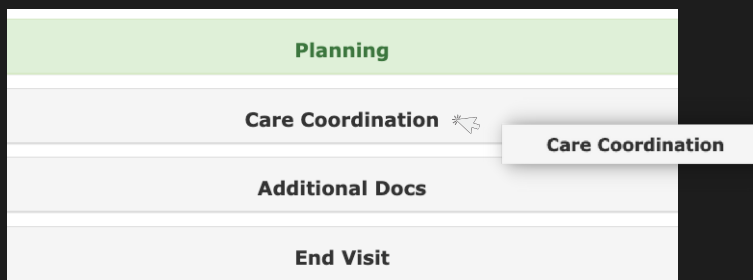 Planning
Care Coordination
Care Coordination
Additional Docs
End Visit